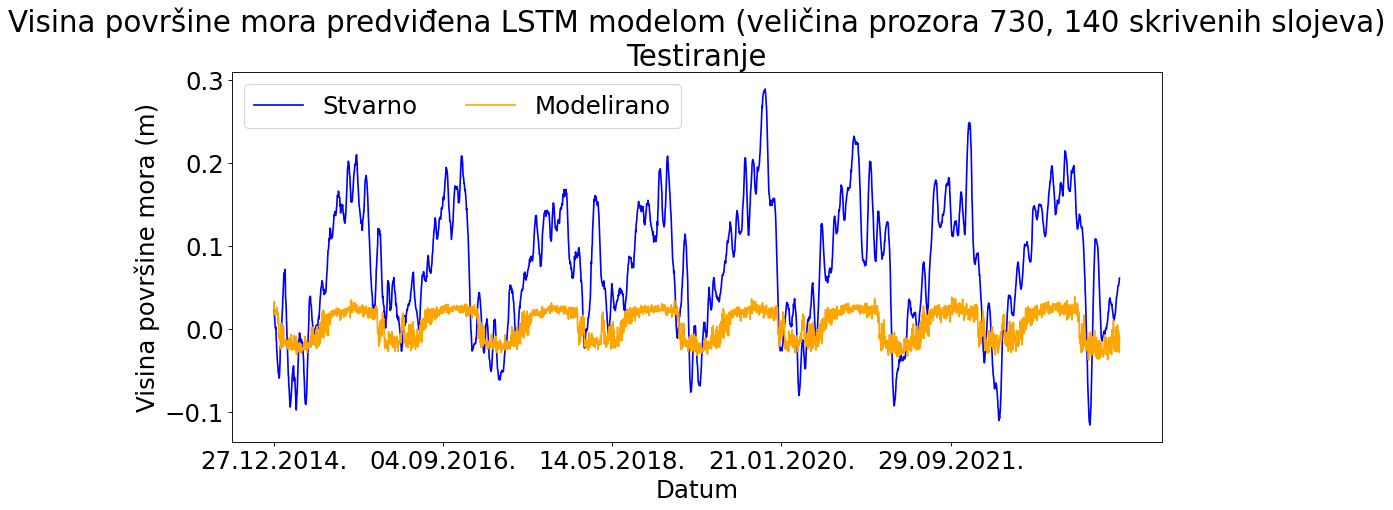 Visina površine mora predviđena LSTM modelom (veličina prozora 730, 140 skrivenih slojeva)
Testiranje
Stvarno
Modelirano
Visina površine mora (m)
0.3
0.2
0.1
0.0
−0.1
27.12.2014.
04.09.2016.
14.05.2018.
21.01.2020.
29.09.2021.
Datum